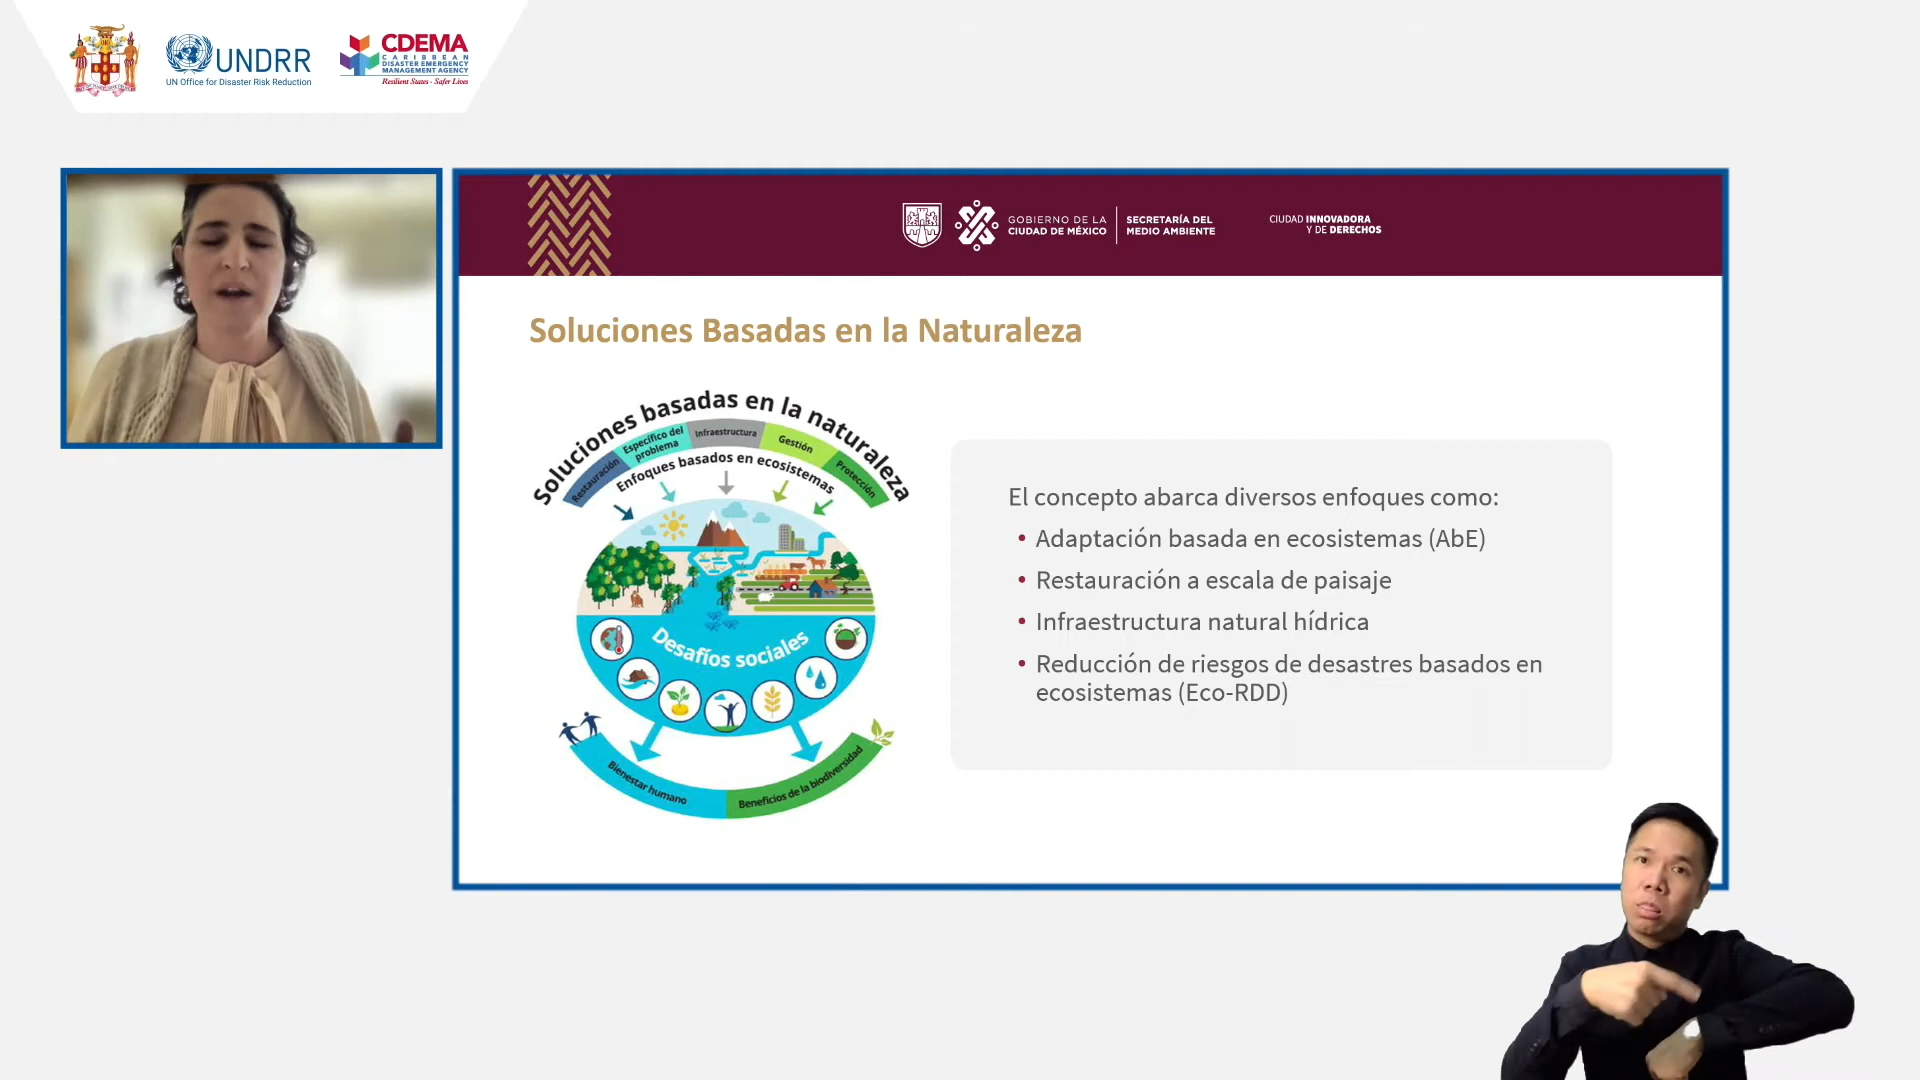 UNDRR
UN Office for Disaster Risk Reduction
CDEMA
CARIBBEAN
DISASTER EMERGENCY
MANAGEMENT AGENCY
Resilient States - Safer Lives
GOBIERNO DE LA
CIUDAD DE MÉXICO
SECRETARÍA DEL
MEDIO AMBIENTE
CIUDAD INNOVADORA
Y DE DERECHOS
Soluciones Basadas en la Naturaleza
Soluciones basadas en la naturaleza
Restauración
Específico del
problema
Infraestructura
Gestión
Protección
Enfoques basados en ecosistemas
Desafíos sociales
Bienestar humano
Beneficios de la biodiversidad
El concepto abarca diversos enfoques como:
• Adaptación basada en ecosistemas (AbE)
• Restauración a escala de paisaje
• Infraestructura natural hídrica
• Reducción de riesgos de desastres basados en
ecosistemas (Eco-RDD)